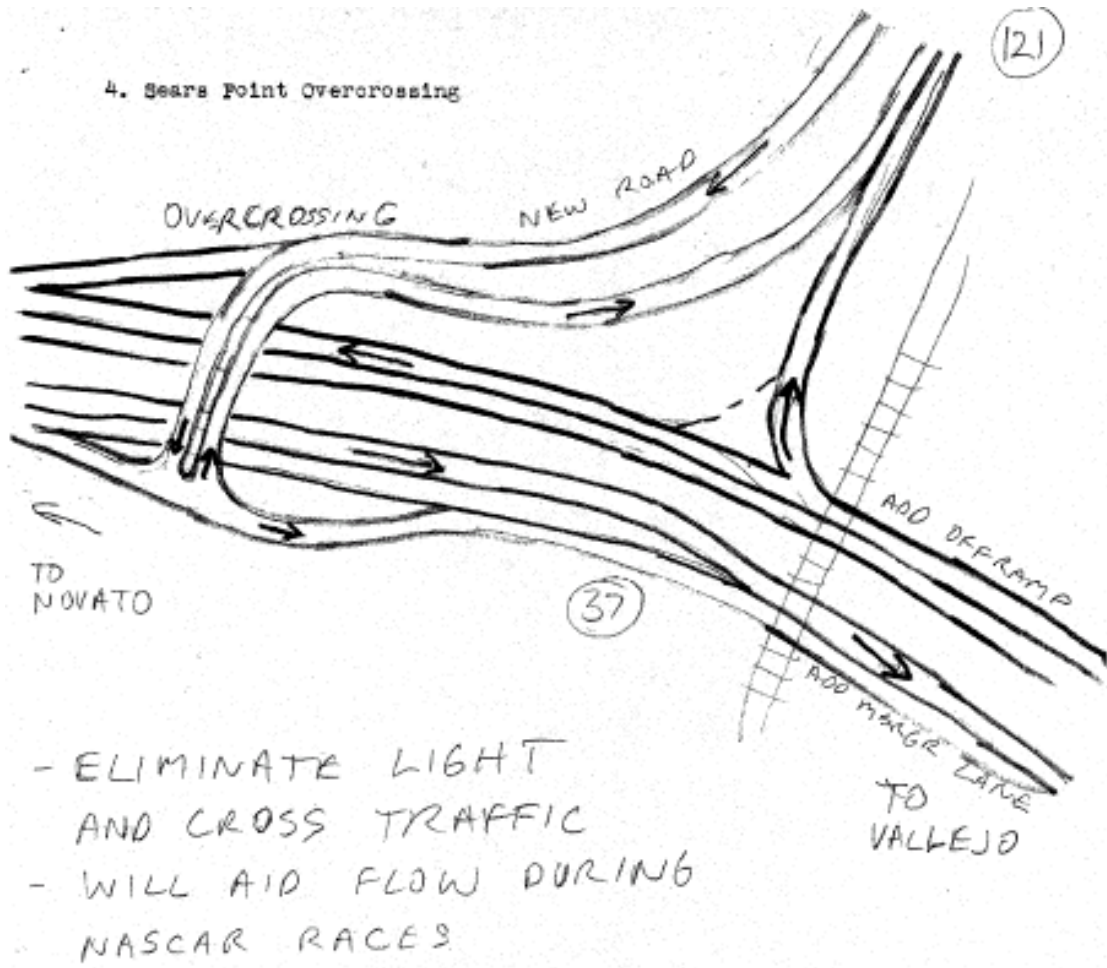 121
4. Sears Point Overcrossing
NEW ROAD
OVERCROSSING
ADD OFFRAMP
TO
NOVATO
37
ADD MERGE LANE
TO
VALLEJO
- ELIMINATE LIGHT
AND CROSS TRAFFIC
- WILL AID FLOW DURING
NASCAR RACES